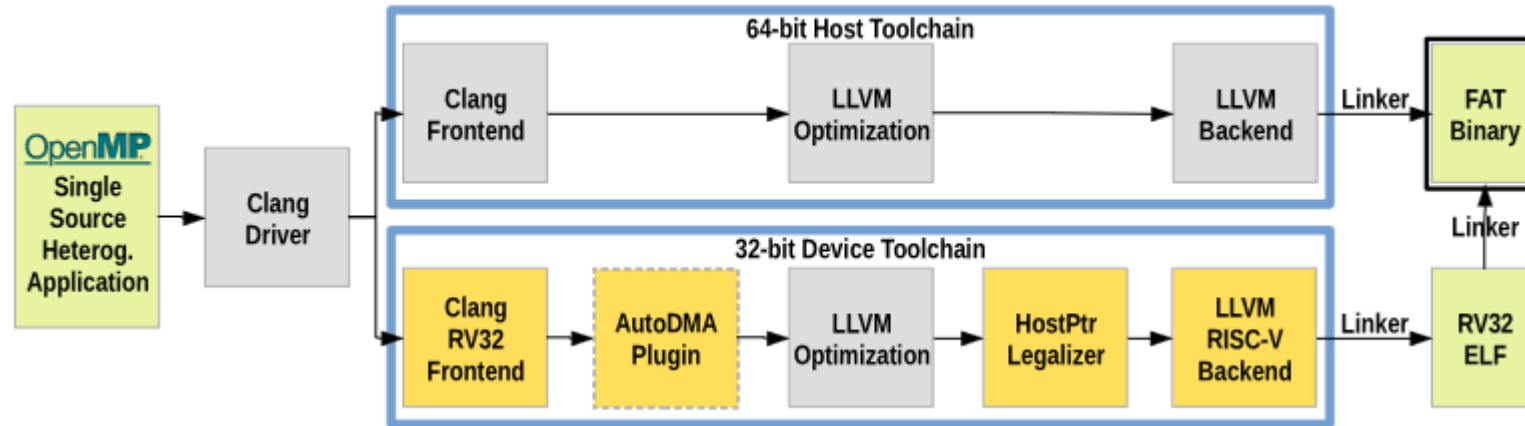 64-bit Host Toolchain
Clang
Frontend
LLVM
Optimization
LLVM
Backend
Linker
FAT
Binary
OpenMP
Single
Source
Heterog.
Application
Clang
Driver
Linker
32-bit Device Toolchain
Clang
RV32
Frontend
AutoDMA
Plugin
LLVM
Optimization
HostPtr
Legalizer
LLVM
RISC-V
Backend
Linker
RV32
ELF